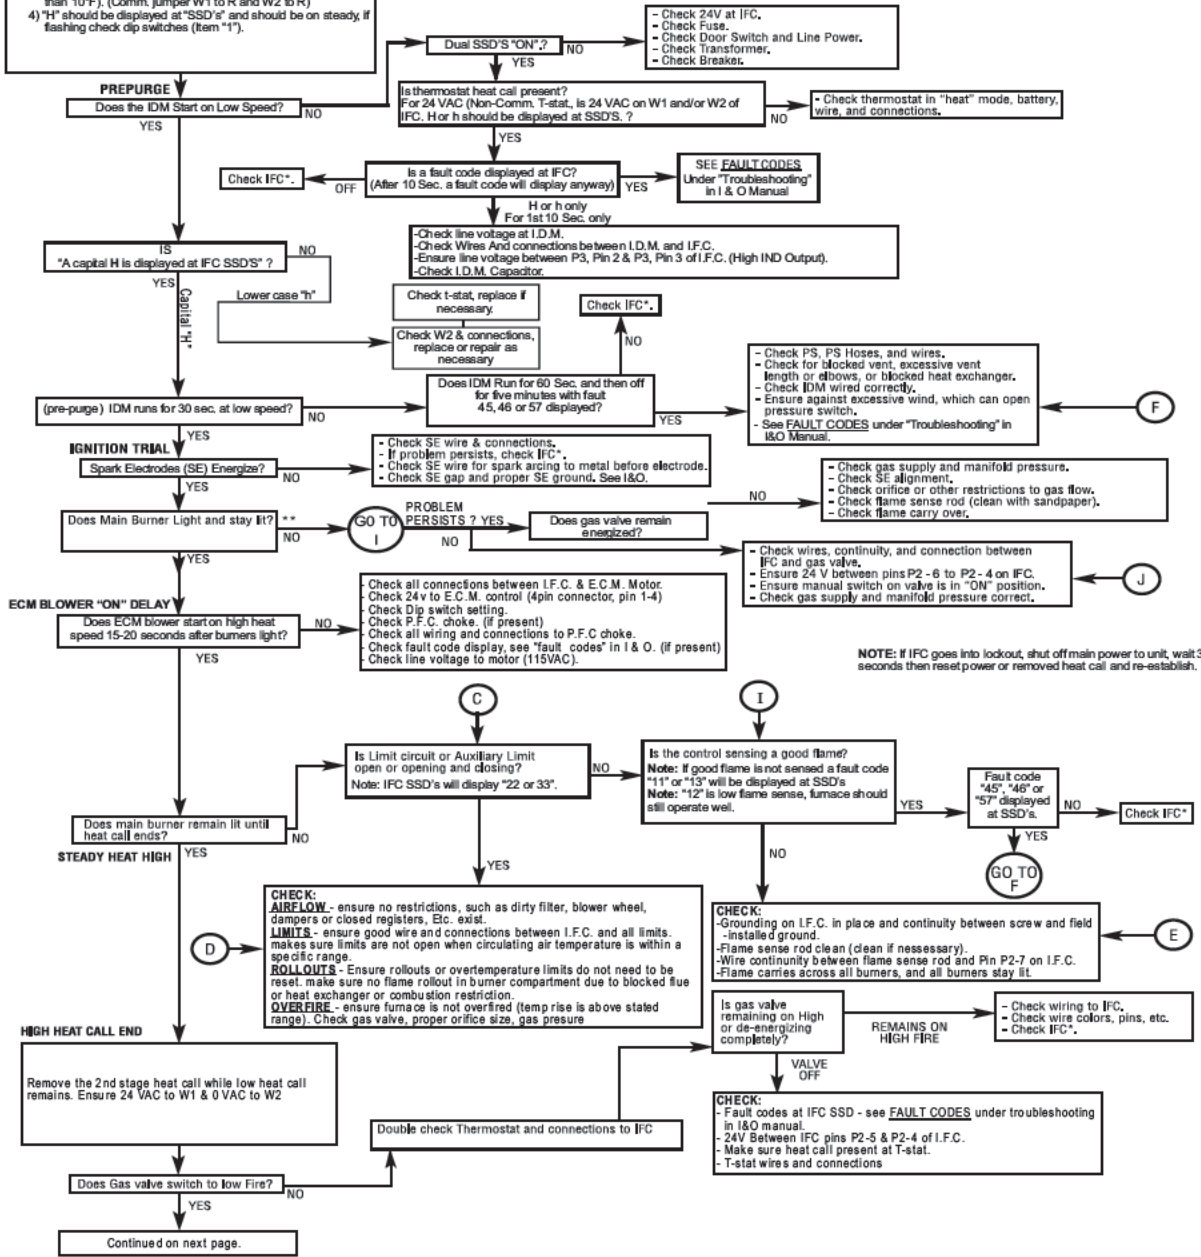 than 10°F). (Comm. jumper W1 to R and W2 to R)
4) "H" should be displayed at "SSD's" and should be on steady, if
flashing check dip switches (Item "1").
Dual SSD'S "ON".?
NO
YES
- Check 24V at IFC.
- Check Fuse.
- Check Door Switch and Line Power.
- Check Transformer.
- Check Breaker.
PREPURGE
Does the IDM Start on Low Speed?
NO
YES
Is thermostat heat call present?
For 24 VAC (Non-Comm. T-stat., is 24 VAC on W1 and/or W2 of
IFC. H or h should be displayed at SSD'S. ?
NO
YES
- Check thermostat in "heat" mode, battery,
wire, and connections.
Check IFC*.
OFF
Is a fault code displayed at IFC?
(After 10 Sec. a fault code will display anyway)
YES
SEE FAULT CODES
Under "Troubleshooting"
in I & O Manual
H or h only
For 1st 10 Sec. only
-Check line voltage at I.D.M.
-Check Wires And connections between I.D.M. and I.F.C.
-Ensure line voltage between P3, Pin 2 & P3, Pin 3 of I.F.C. (High IND Output).
-Check I.D.M. Capacitor.
IS
"A capital H is displayed at IFC SSD'S" ?
NO
YES
Capital "H"
Lower case "h"
Check t-stat, replace if
necessary.
Check W2 & connections,
replace or repair as
necessary
Check IFC*.
NO
(pre-purge) IDM runs for 30 sec. at low speed?
NO
YES
Does IDM Run for 60 Sec. and then off
for five minutes with fault
45, 46 or 57 displayed?
YES
- Check PS, PS Hoses, and wires.
- Check for blocked vent, excessive vent
length or elbows, or blocked heat exchanger.
- Check IDM wired correctly.
- Ensure against excessive wind, which can open
pressure switch.
- See FAULT CODES under "Troubleshooting" in
I&O Manual.
F
IGNITION TRIAL
Spark Electrodes (SE) Energize?
NO
YES
- Check SE wire & connections.
- If problem persists, check IFC*.
- Check SE wire for spark arcing to metal before electrode.
- Check SE gap and proper SE ground. See I&O.
Does Main Burner Light and stay lit?
**
NO
YES
GO TO
I
PROBLEM
PERSISTS ? YES
NO
Does gas valve remain
energized?
NO
- Check gas supply and manifold pressure.
- Check SE alignment.
- Check orifice or other restrictions to gas flow.
- Check flame sense rod (clean with sandpaper).
- Check flame carry over.
- Check wires, continuity, and connection between
IFC and gas valve.
- Ensure 24 V between pins P2 - 6 to P2 - 4 on IFC.
- Ensure manual switch on valve is in "ON" position.
- Check gas supply and manifold pressure correct.
J
ECM BLOWER "ON" DELAY
Does ECM blower start on high heat
speed 15-20 seconds after burners light?
NO
YES
- Check all connections between I.F.C. & E.C.M. Motor.
- Check 24v to E.C.M. control (4pin connector, pin 1-4)
- Check Dip switch setting.
- Check P.F.C. choke. (if present)
- Check all wiring and connections to P.F.C choke.
- Check fault code display, see "fault codes" in I & O. (if present)
- Check line voltage to motor (115VAC).
NOTE: If IFC goes into lockout, shut off main power to unit, wait 3
seconds then reset power or removed heat call and re-establish.
C
I
Is Limit circuit or Auxiliary Limit
open or opening and closing?
Note: IFC SSD's will display "22 or 33".
NO
YES
Is the control sensing a good flame?
Note: If good flame is not sensed a fault code
"11" or "13" will be displayed at SSD's
Note: "12" is low flame sense, furnace should
still operate well.
YES
NO
Fault code
"45", "46" or
"57" displayed
at SSD's.
NO
YES
Check IFC*
GO TO
F
Does main burner remain lit until
heat call ends?
NO
YES
STEADY HEAT HIGH
CHECK:
AIRFLOW - ensure no restrictions, such as dirty filter, blower wheel,
dampers or closed registers, Etc. exist.
LIMITS - ensure good wire and connections between I.F.C. and all limits.
makes sure limits are not open when circulating air temperature is within a
specific range.
ROLLOUTS - Ensure rollouts or overtemperature limits do not need to be
reset. make sure no flame rollout in burner compartment due to blocked flue
or heat exchanger or combustion restriction.
OVERFIRE - ensure furnace is not overfired (temp rise is above stated
range). Check gas valve, proper orifice size, gas presure
D
CHECK:
-Grounding on I.F.C. in place and continuity between screw and field
-installed ground.
-Flame sense rod clean (clean if nessessary).
-Wire continuity between flame sense rod and Pin P2-7 on I.F.C.
-Flame carries across all burners, and all burners stay lit.
E
HIGH HEAT CALL END
Remove the 2nd stage heat call while low heat call
remains. Ensure 24 VAC to W1 & 0 VAC to W2
Is gas valve
remaining on High
or de-energizing
completely?
REMAINS ON
HIGH FIRE
VALVE
OFF
- Check wiring to IFC.
- Check wire colors, pins, etc.
- Check IFC*.
Double check Thermostat and connections to IFC
CHECK:
- Fault codes at IFC SSD - see FAULT CODES under troubleshooting
in I&O manual.
- 24V Between IFC pins P2-5 & P2-4 of I.F.C.
- Make sure heat call present at T-stat.
- T-stat wires and connections
Does Gas valve switch to low Fire?
NO
YES
Continued on next page.